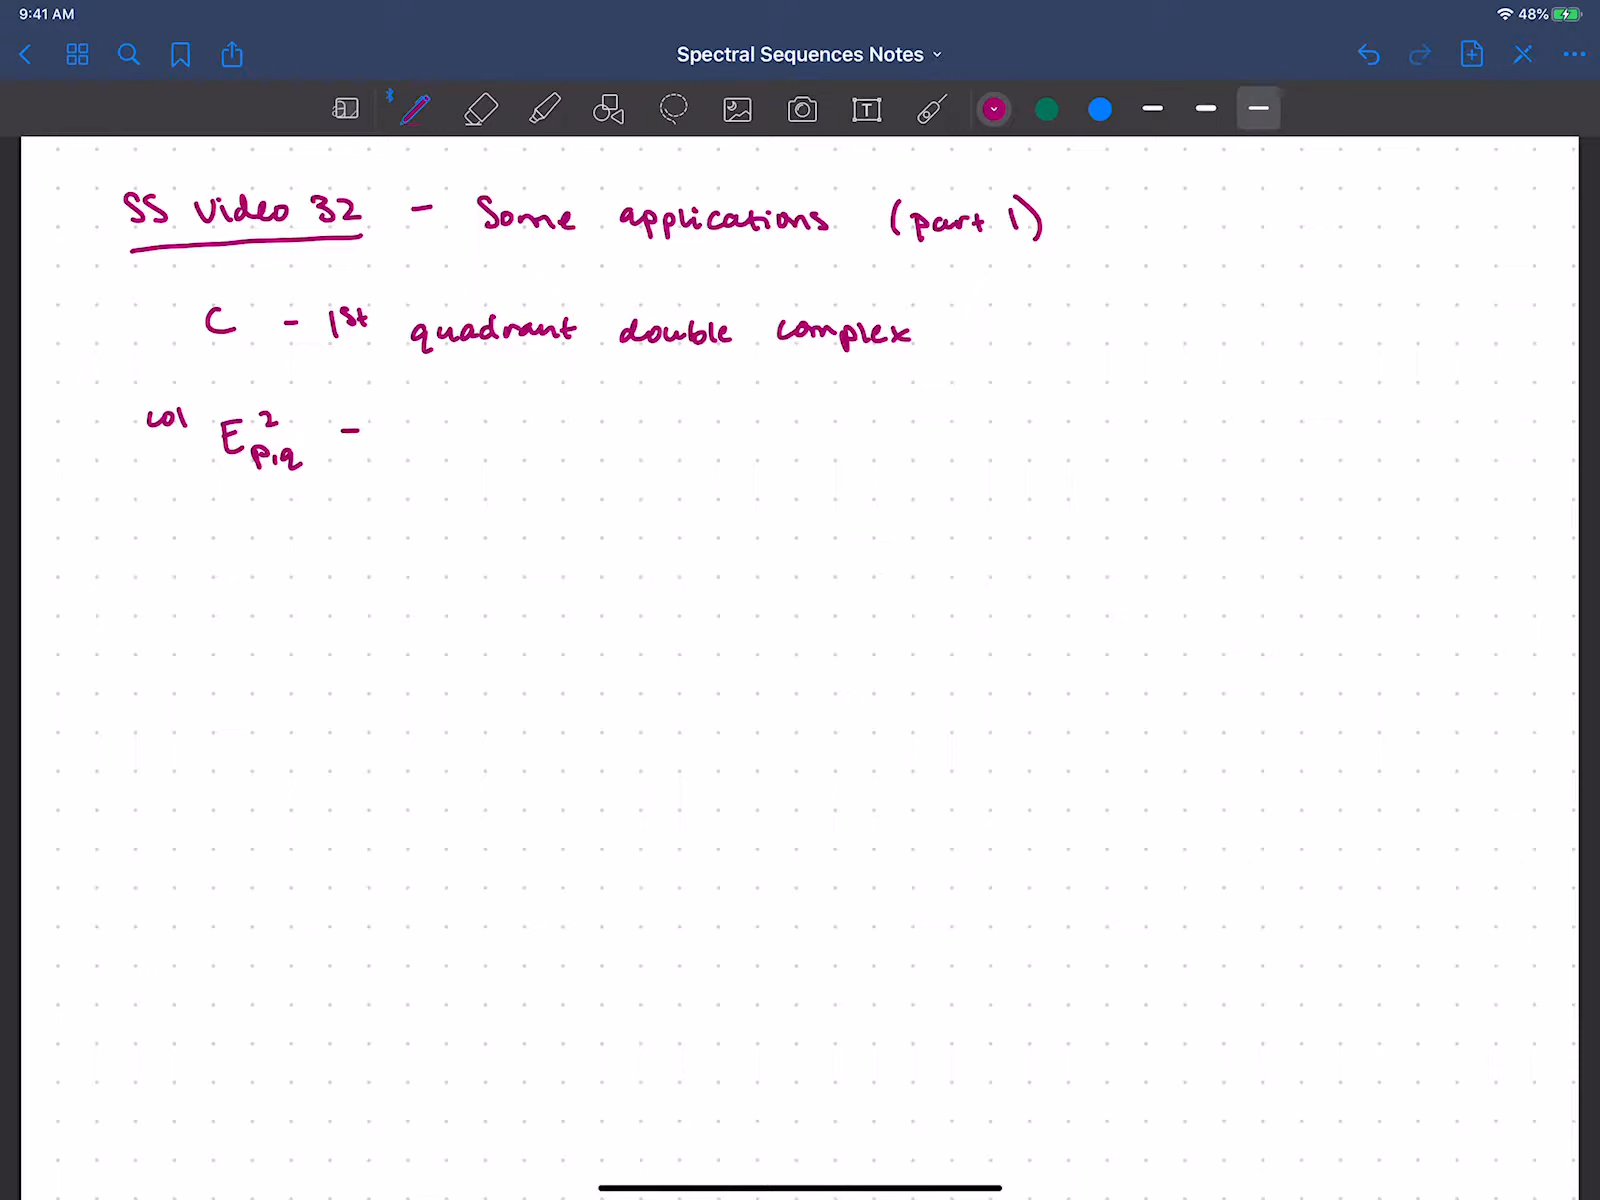 9:41 AM
48%
Spectral Sequences Notes
SS Video 32 - Some applications (part 1)
C - 1st quadrant double complex
col E²p,q -